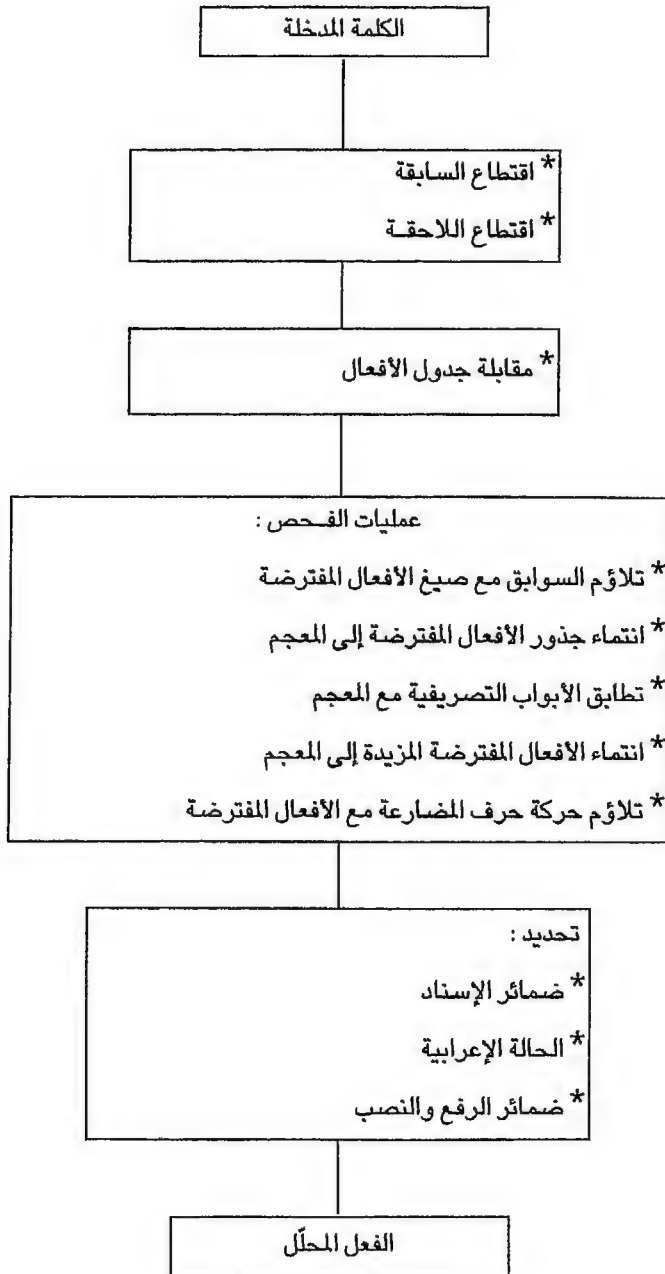 الكلمة المدخلة
* اقتطاع السابقة
* اقتطاع اللاحقـة
* مقابلة جدول الأفعال
عمليات الفـحص :
* تلاؤم السوابق مع صيغ الأفعال المفترضة
* انتماء جذور الأفعال المفترضة إلى المعجم
* تطابق الأبواب التصريفية مع المعجم
* انتماء الأفعال المفترضة المزيدة إلى المعجم
* تلاؤم حركة حرف المضارعة مع الأفعال المفترضة
تحديد :
* ضمائر الإسناد
* الحالة الإعرابية
* ضمائر الرفع والنصب
الفعل المحلّل